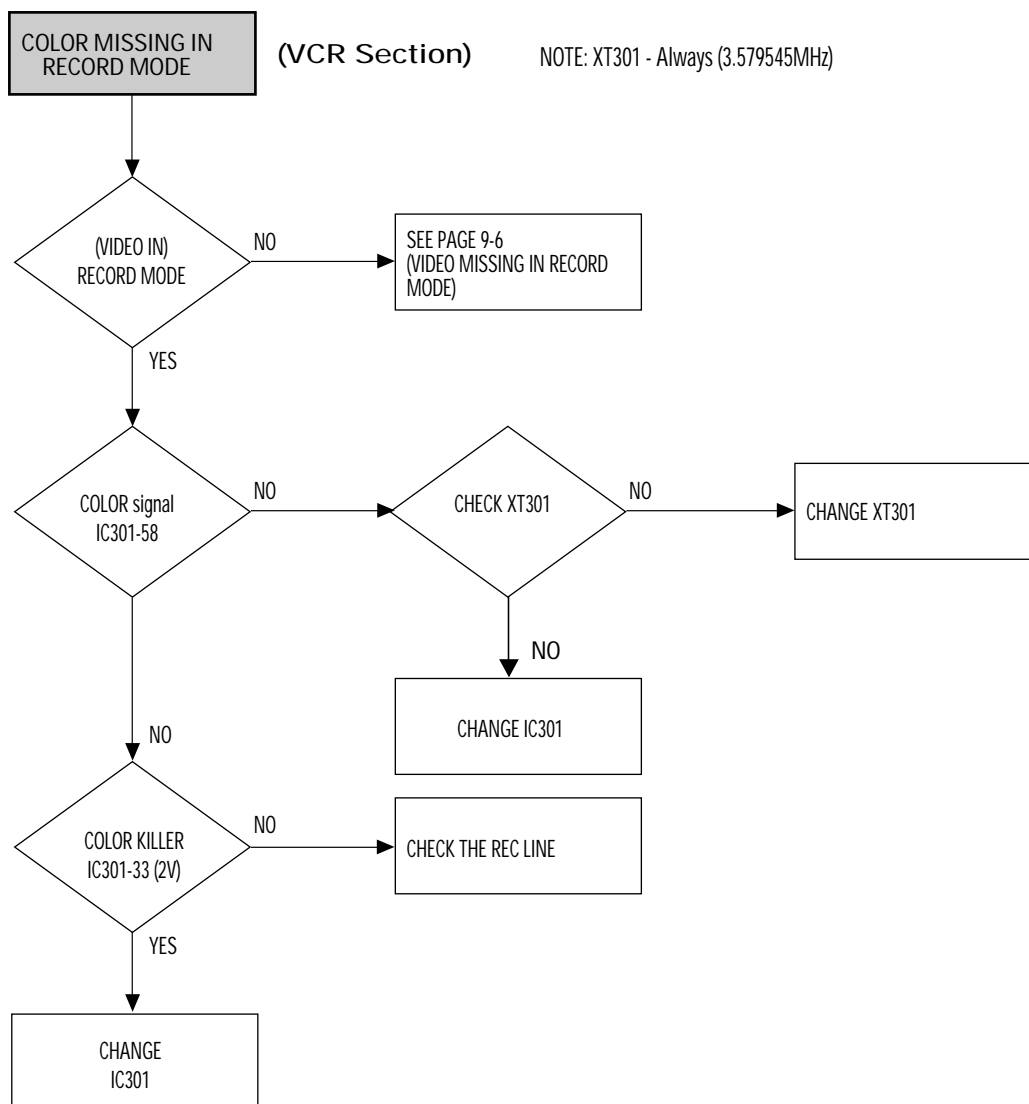 COLOR MISSING IN
RECORD MODE
(VCR Section)
NOTE: XT301 - Always (3.579545MHz)
(VIDEO IN)
RECORD MODE
NO
SEE PAGE 9-6
(VIDEO MISSING IN RECORD
MODE)
YES
COLOR signal
IC301-58
NO
CHECK XT301
NO
CHANGE XT301
NO
CHANGE IC301
NO
COLOR KILLER
IC301-33 (2V)
NO
CHECK THE REC LINE
YES
CHANGE
IC301